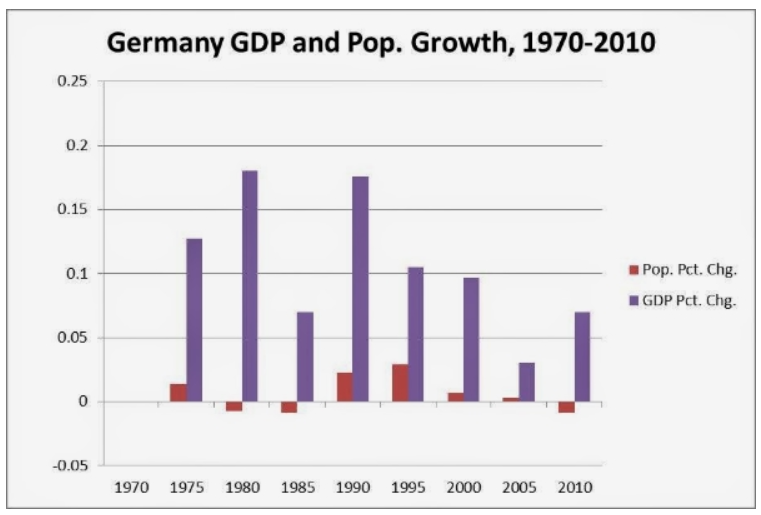 Germany GDP and Pop. Growth, 1970-2010
0.25
0.2
0.15
0.1
0.05
0
-0.05
1970 1975 1980 1985 1990 1995 2000 2005 2010
Pop. Pct. Chg.
GDP Pct. Chg.